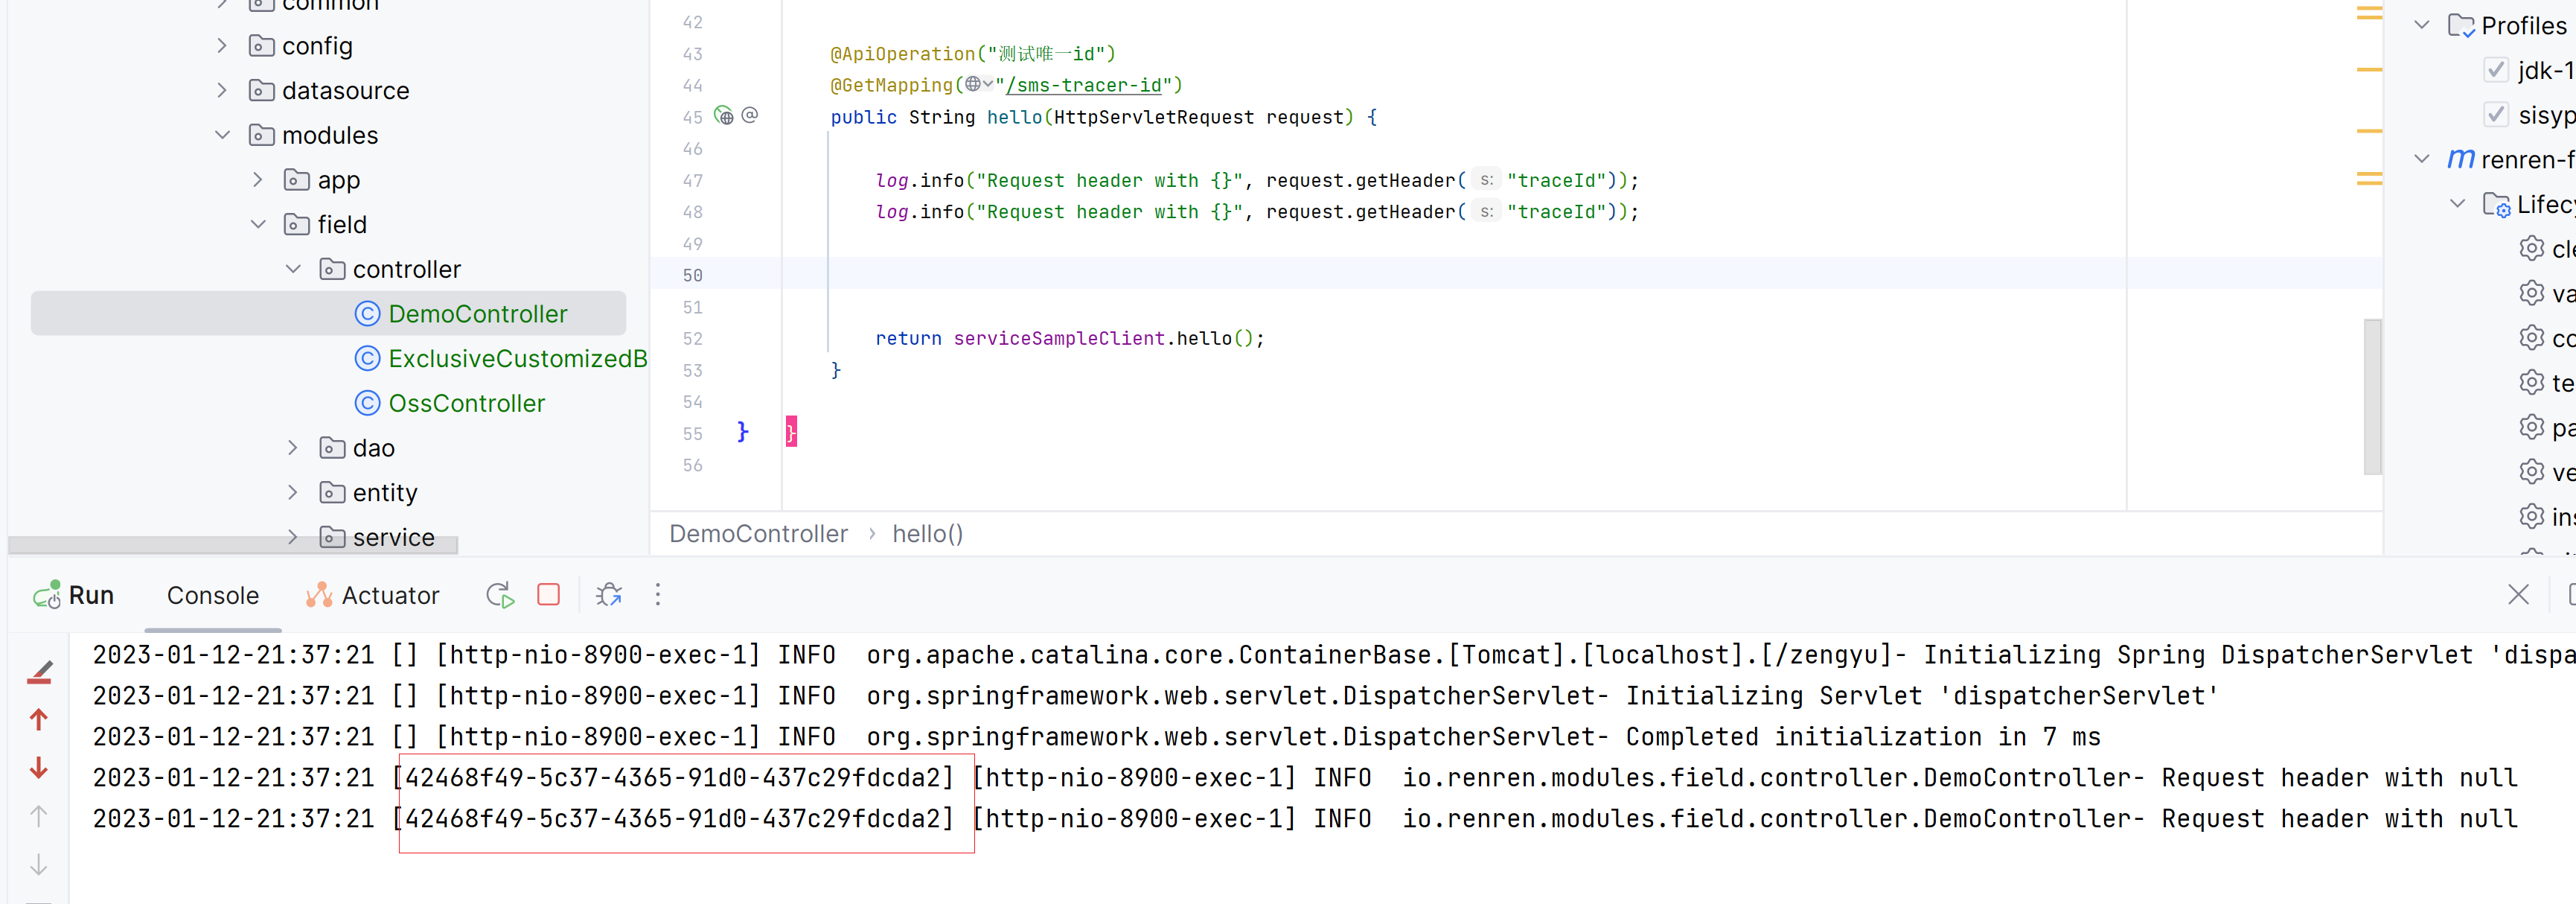 common
config
datasource
modules
app
field
controller
DemoController
ExclusiveCustomizedB
OssController
dao
entity
service
42
43 @ApiOperation("测试唯一id")
44 @GetMapping("/sms-tracer-id")
45 public String hello(HttpServletRequest request) {
46
47 log.info("Request header with {}", request.getHeader( s: "traceId"));
48 log.info("Request header with {}", request.getHeader( s: "traceId"));
49
50
51
52 return serviceSampleClient.hello();
53 }
54
55 } }
56
DemoController › hello()
Profiles
jdk-1
sisyp
renren-f
Lifecy
cle
va
co
te
pa
ve
ins
Run Console Actuator
2023-01-12-21:37:21 [] [http-nio-8900-exec-1] INFO  org.apache.catalina.core.ContainerBase.[Tomcat].[localhost].[/zengyu]- Initializing Spring DispatcherServlet 'dispa
2023-01-12-21:37:21 [] [http-nio-8900-exec-1] INFO  org.springframework.web.servlet.DispatcherServlet- Initializing Servlet 'dispatcherServlet'
2023-01-12-21:37:21 [] [http-nio-8900-exec-1] INFO  org.springframework.web.servlet.DispatcherServlet- Completed initialization in 7 ms
2023-01-12-21:37:21 [42468f49-5c37-4365-91d0-437c29fdcda2] [http-nio-8900-exec-1] INFO  io.renren.modules.field.controller.DemoController- Request header with null
2023-01-12-21:37:21 [42468f49-5c37-4365-91d0-437c29fdcda2] [http-nio-8900-exec-1] INFO  io.renren.modules.field.controller.DemoController- Request header with null